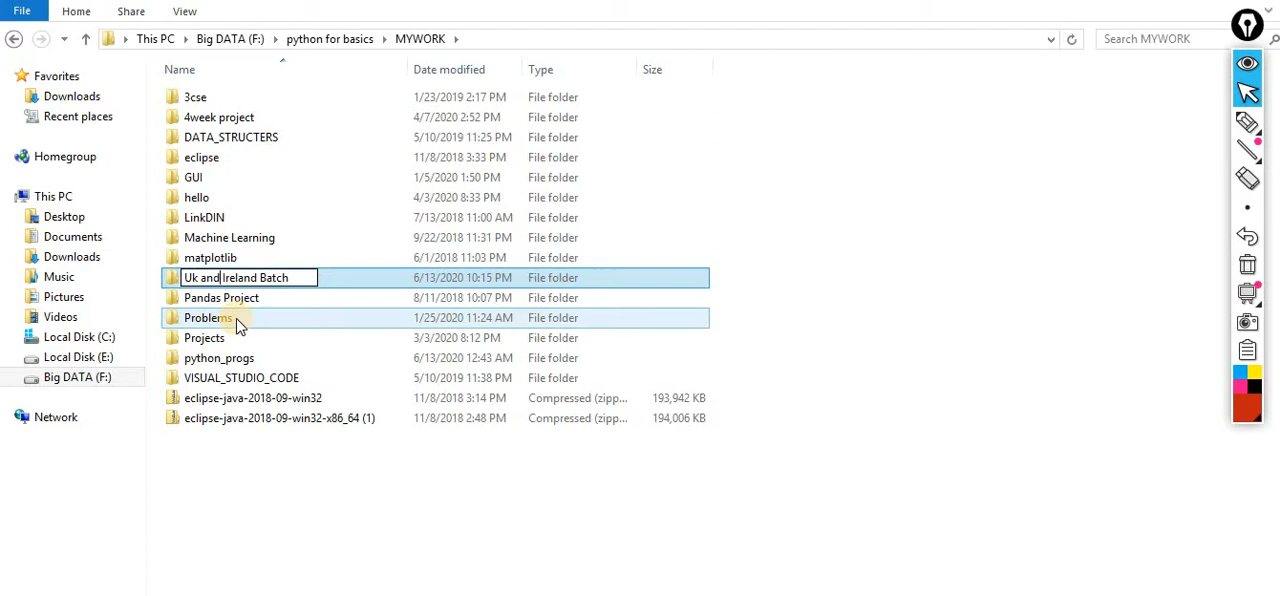 File Home Share View
This PC Big DATA (F:) python for basics MYWORK Search MYWORK
Name Date modified Type Size
Favorites
Downloads
Recent places
Homegroup
This PC
Desktop
Documents
Downloads
Music
Pictures
Videos
Local Disk (C:)
Local Disk (E:)
Big DATA (F:)
Network
3cse 1/23/2019 2:17 PM File folder
4week project 4/7/2020 2:52 PM File folder
DATA_STRUCTERS 5/10/2019 11:25 PM File folder
eclipse 11/8/2018 3:33 PM File folder
GUI 1/5/2020 1:50 PM File folder
hello 4/3/2020 8:33 PM File folder
LinkDIN 7/13/2018 11:00 AM File folder
Machine Learning 9/22/2018 11:31 PM File folder
matplotlib 6/1/2018 11:03 PM File folder
Uk and Ireland Batch 6/13/2020 10:15 PM File folder
Pandas Project 8/11/2018 10:07 PM File folder
Problems 1/25/2020 11:24 AM File folder
Projects 3/3/2020 8:12 PM File folder
python_progs 6/13/2020 12:43 AM File folder
VISUAL_STUDIO_CODE 5/10/2019 11:38 PM File folder
eclipse-java-2018-09-win32 11/8/2018 3:14 PM Compressed (zipp... 193,942 KB
eclipse-java-2018-09-win32-x86_64 (1) 11/8/2018 2:48 PM Compressed (zipp... 194,006 KB